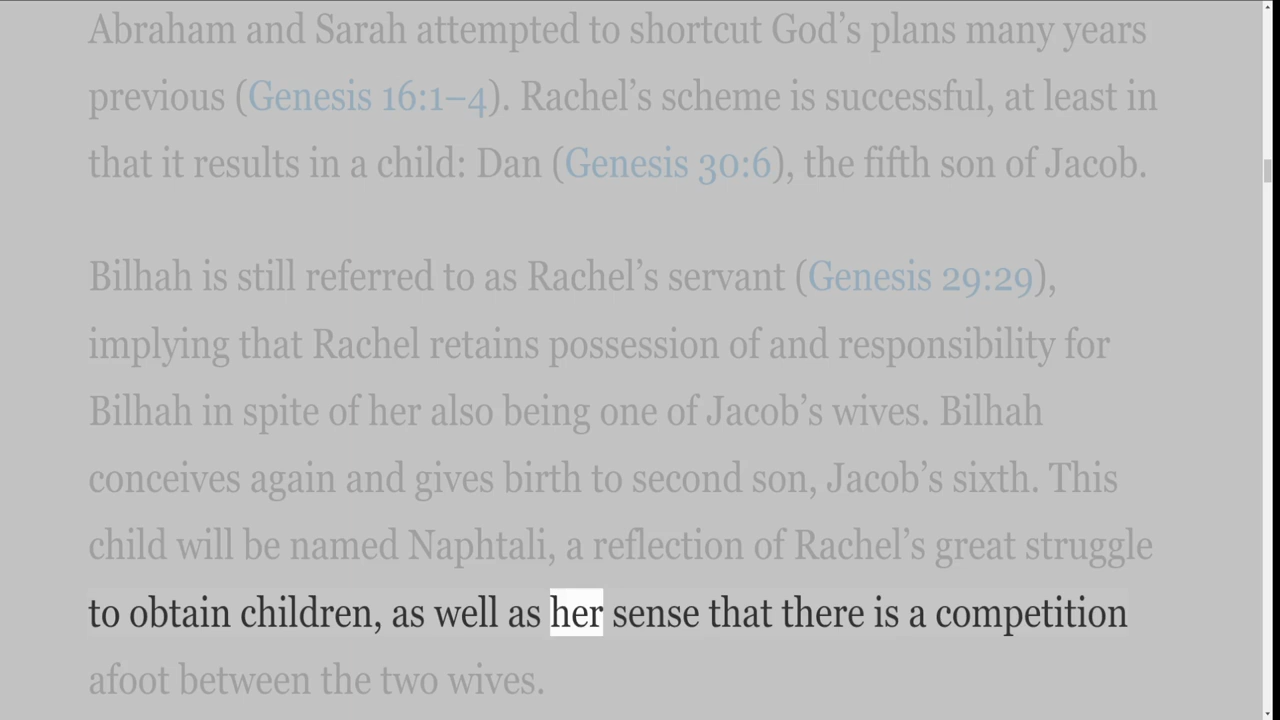 Abraham and Sarah attempted to shortcut God’s plans many years
previous (Genesis 16:1–4). Rachel’s scheme is successful, at least in
that it results in a child: Dan (Genesis 30:6), the fifth son of Jacob.
Bilhah is still referred to as Rachel’s servant (Genesis 29:29),
implying that Rachel retains possession of and responsibility for
Bilhah in spite of her also being one of Jacob’s wives. Bilhah
conceives again and gives birth to second son, Jacob’s sixth. This
child will be named Naphtali, a reflection of Rachel’s great struggle
to obtain children, as well as her sense that there is a competition
afoot between the two wives.